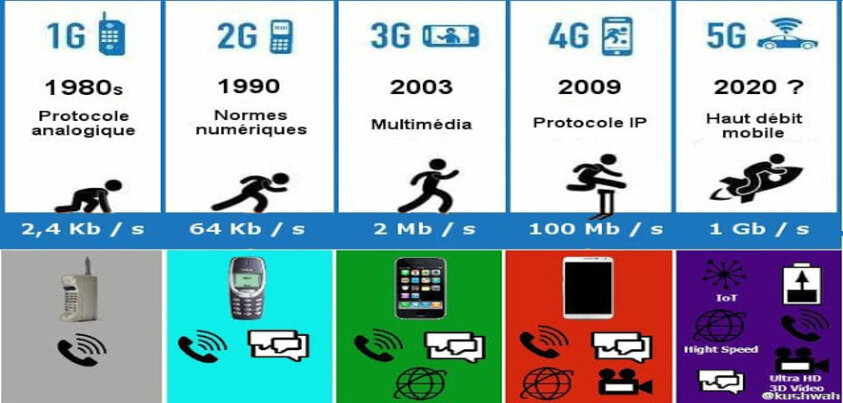 1G
1980s
Protocole
analogique
2,4 Kb / s
2G
1990
Normes
numériques
64 Kb / s
3G
2003
Multimédia
2 Mb / s
4G
2009
Protocole IP
100 Mb / s
5G
2020 ?
Haut débit
mobile
1 Gb / s
IoT
Hight Speed
Ultra HD
3D Video
@kushwah